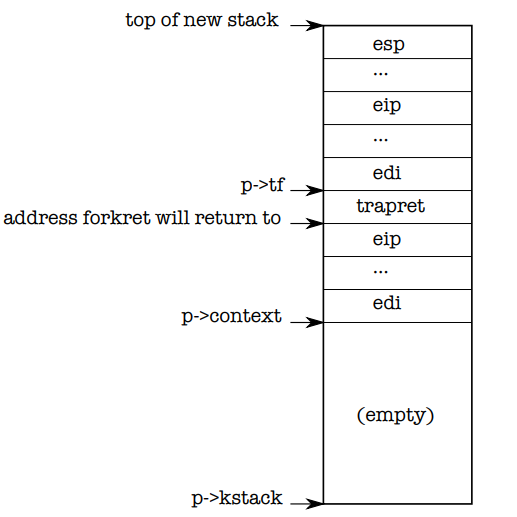 top of new stack
esp
...
eip
...
edi
p->tf
trapret
address forkret will return to
eip
...
edi
p->context
(empty)
p->kstack